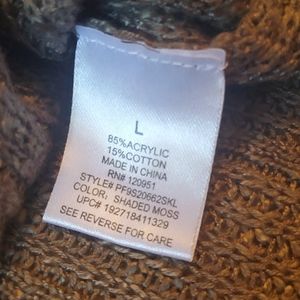 L
85%ACRYLIC
15%COTTON
MADE IN CHINA
RN# 120951
STYLE# PF9S20662SKL
COLOR: SHADED MOSS
UPC# 192718411329
SEE REVERSE FOR CARE